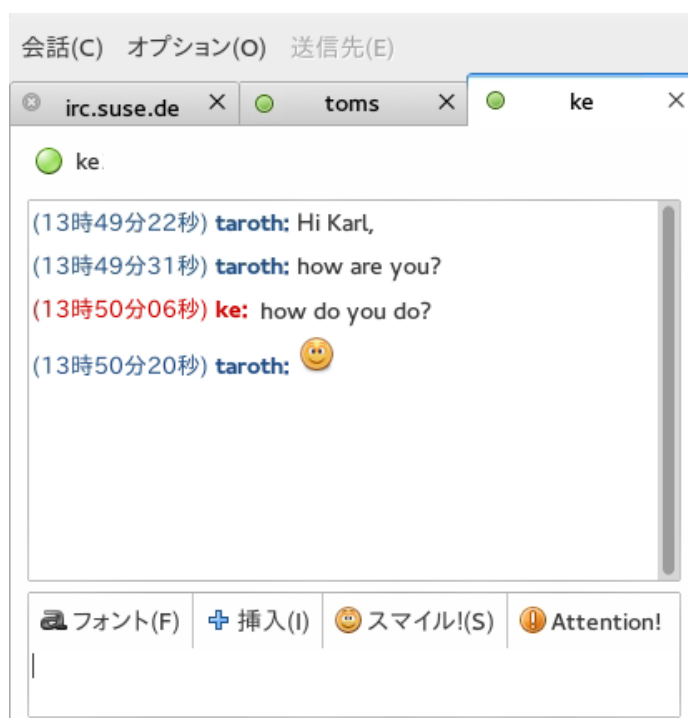 会話(C) オプション(O) 送信先(E)
irc.suse.de toms ke
ke
(13時49分22秒) taroth: Hi Karl,
(13時49分31秒) taroth: how are you?
(13時50分06秒) ke: how do you do?
(13時50分20秒) taroth:
フォント(F) 挿入(I) スマイル!(S) Attention!